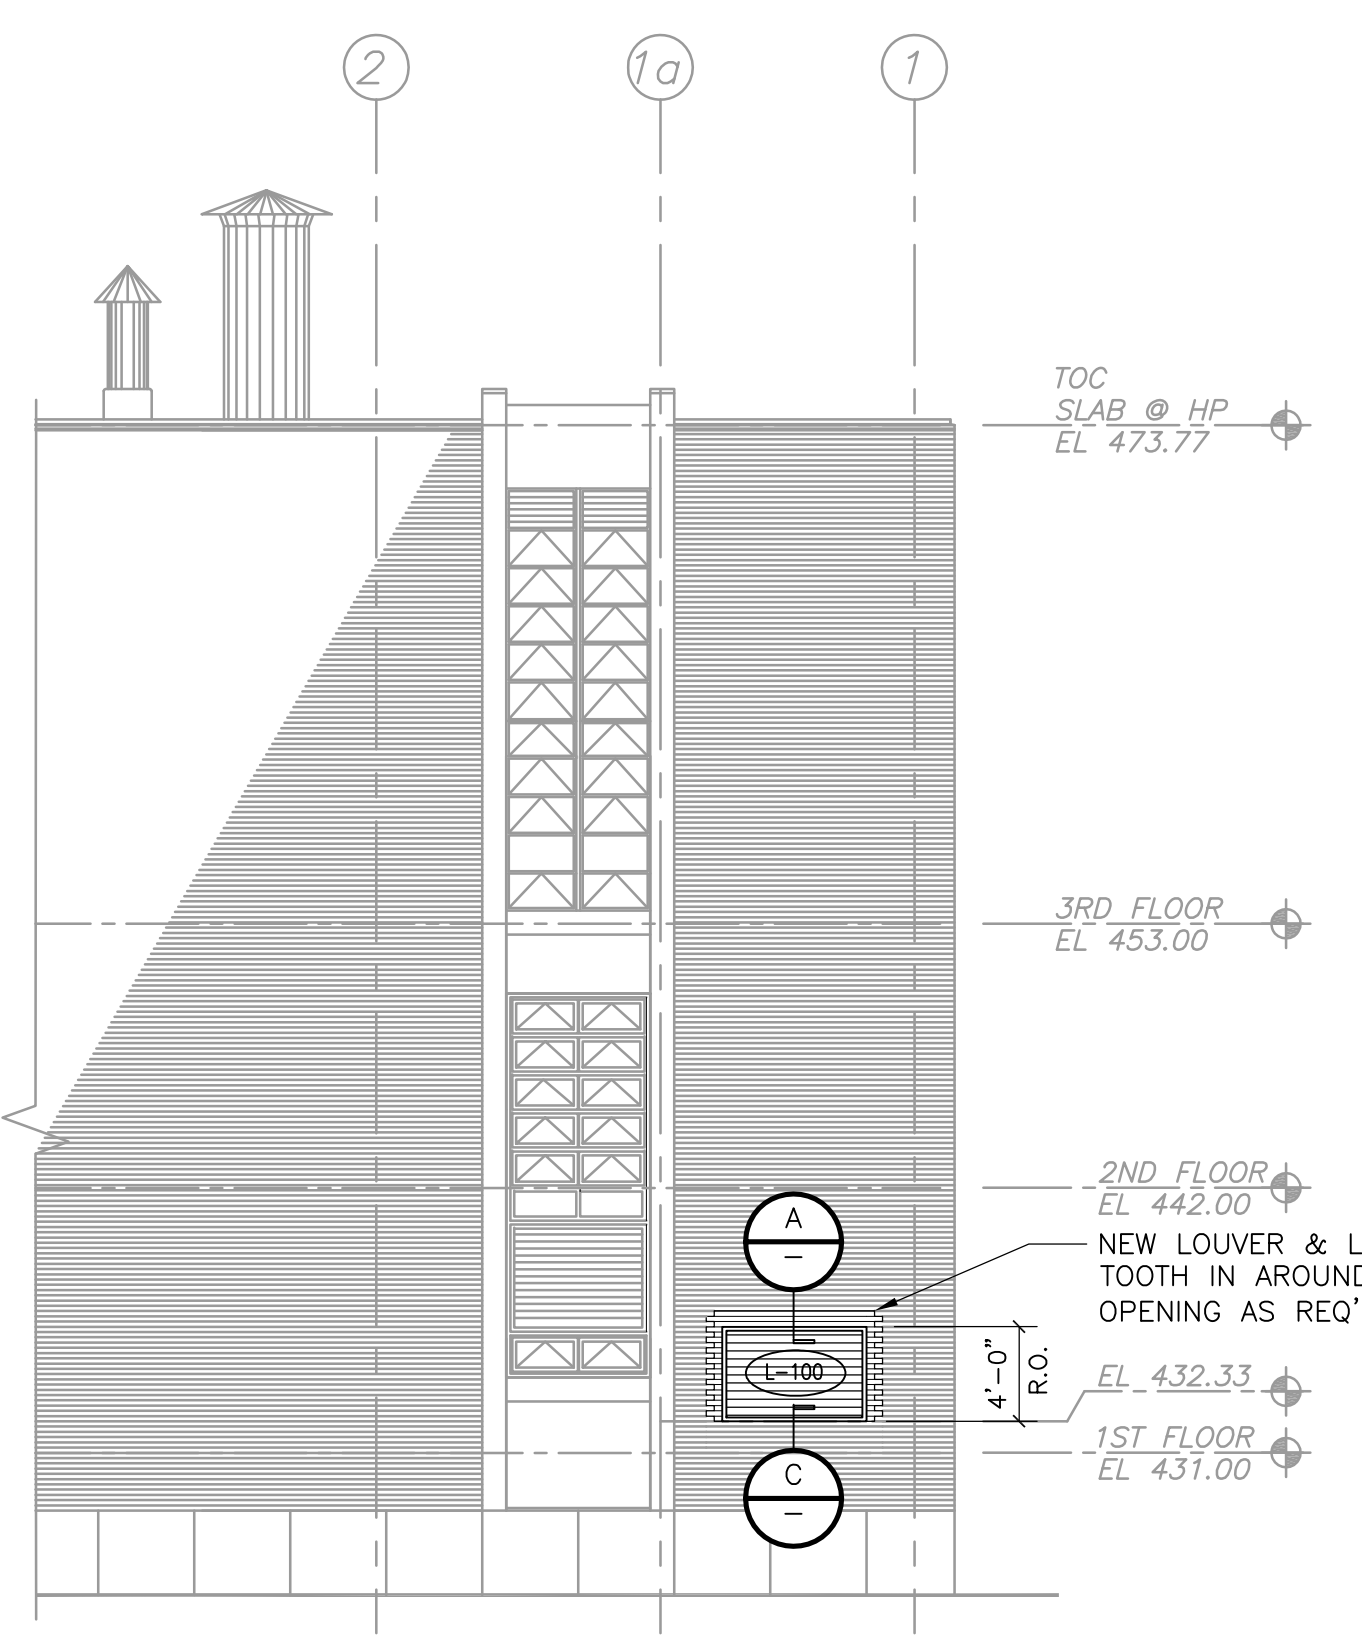 2
1a
1
TOC
SLAB @ HP
EL 473.77
3RD FLOOR
EL 453.00
2ND FLOOR
EL 442.00
A
–
NEW LOUVER & L
TOOTH IN AROUND
OPENING AS REQ'
4'-0"
R.O.
L-100
EL 432.33
1ST FLOOR
EL 431.00
C
–